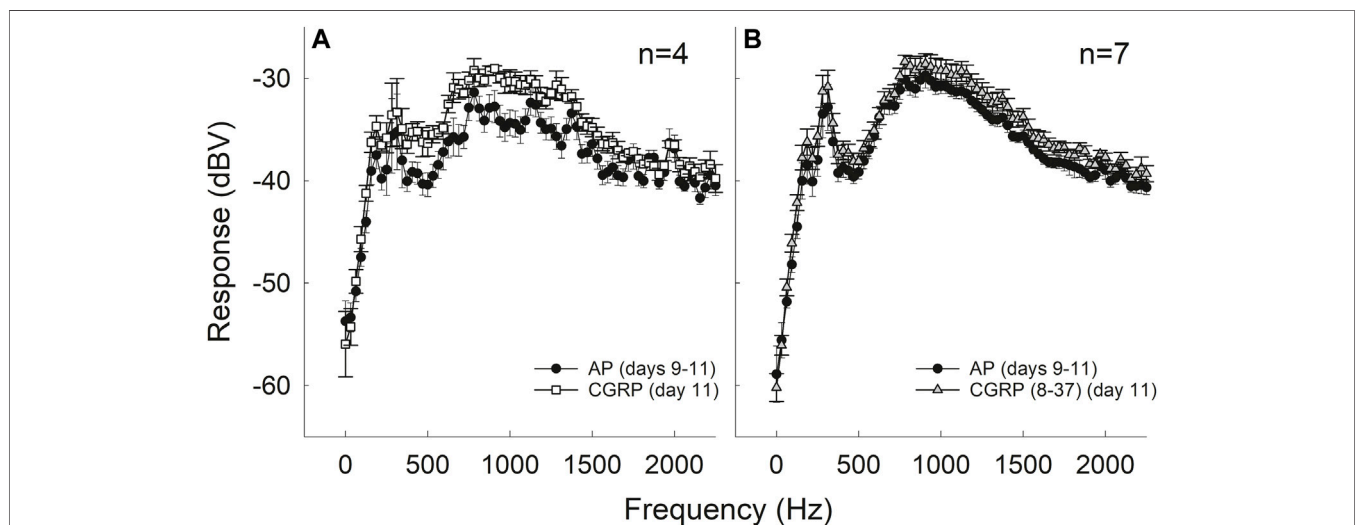 A
n=4
B
n=7
-30
-40
-50
-60
Response (dBV)
AP (days 9-11)
CGRP (day 11)
AP (days 9-11)
CGRP (8-37) (day 11)
0 500 1000 1500 2000
0 500 1000 1500 2000
Frequency (Hz)